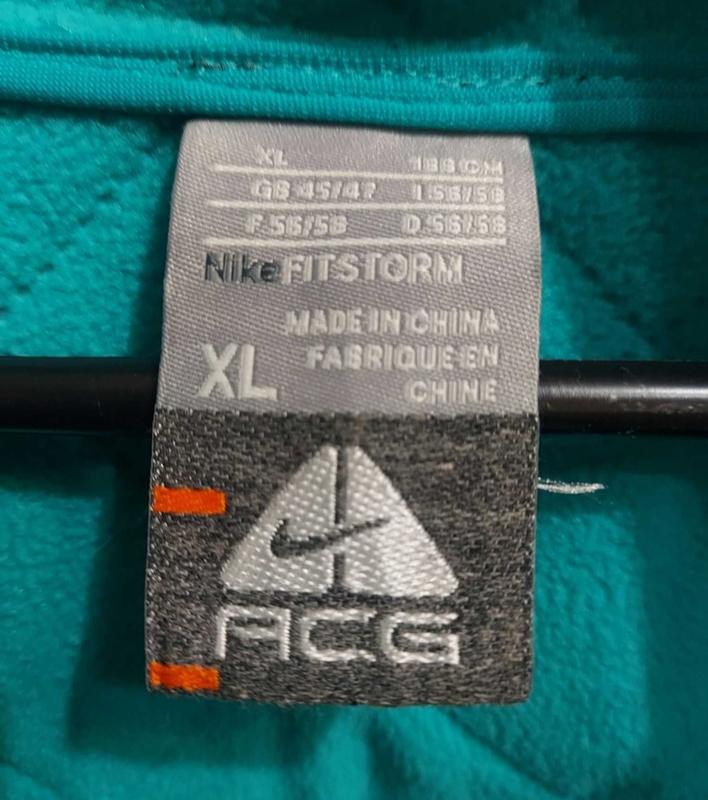 XL 188 CM
GB 45/47 I 56/58
F 56/58 D 56/58
Nike FITSTORM
MADE IN CHINA
XL FABRIQUE EN
CHINE
ACG